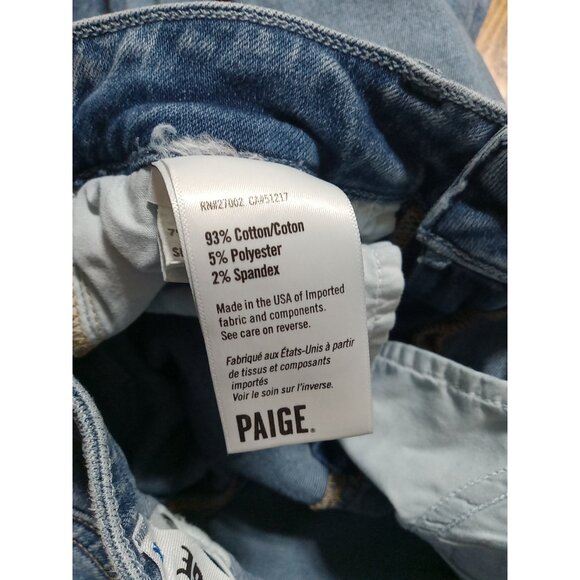 RN#27002 CA#51217
93% Cotton/Coton
5% Polyester
2% Spandex
Made in the USA of Imported
fabric and components.
See care on reverse.
Fabriqué aux États-Unis à partir
de tissus et composants
importés
Voir le soin sur l'inverse.
PAIGE®